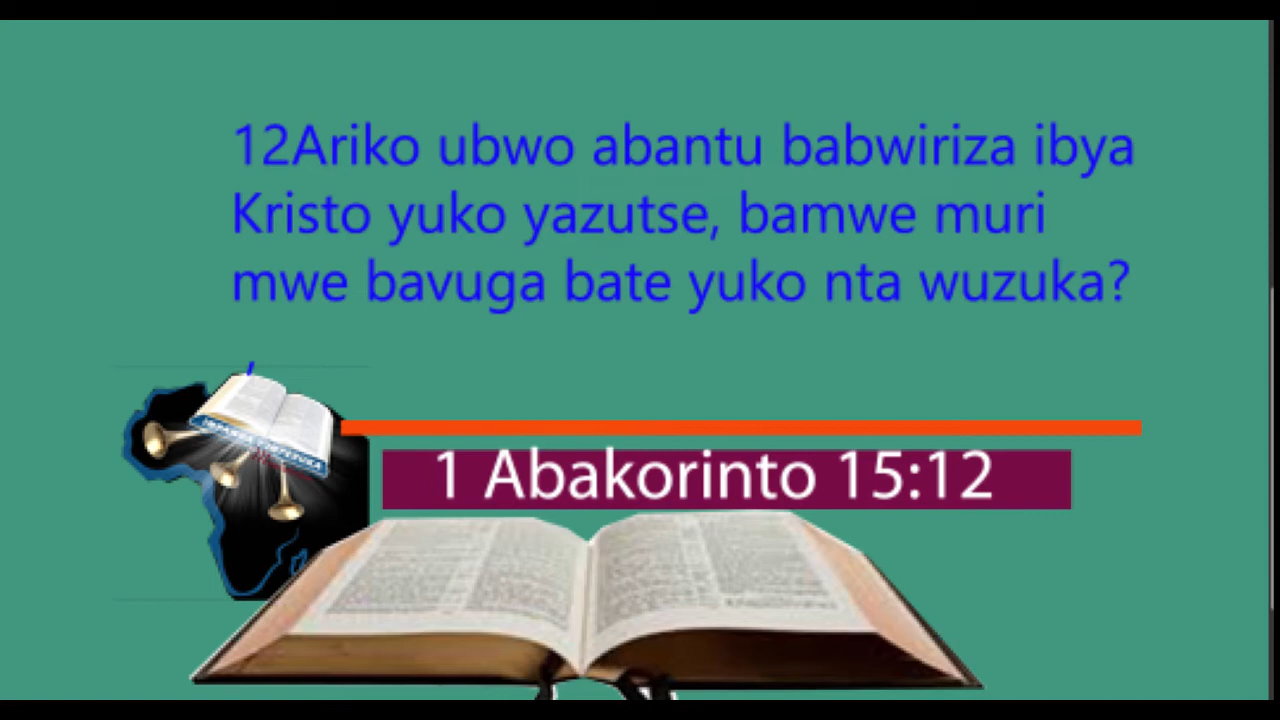 12Ariko ubwo abantu babwiriza ibya
Kristo yuko yazutse, bamwe muri
mwe bavuga bate yuko nta wuzuka?
1 Abakorinto 15:12